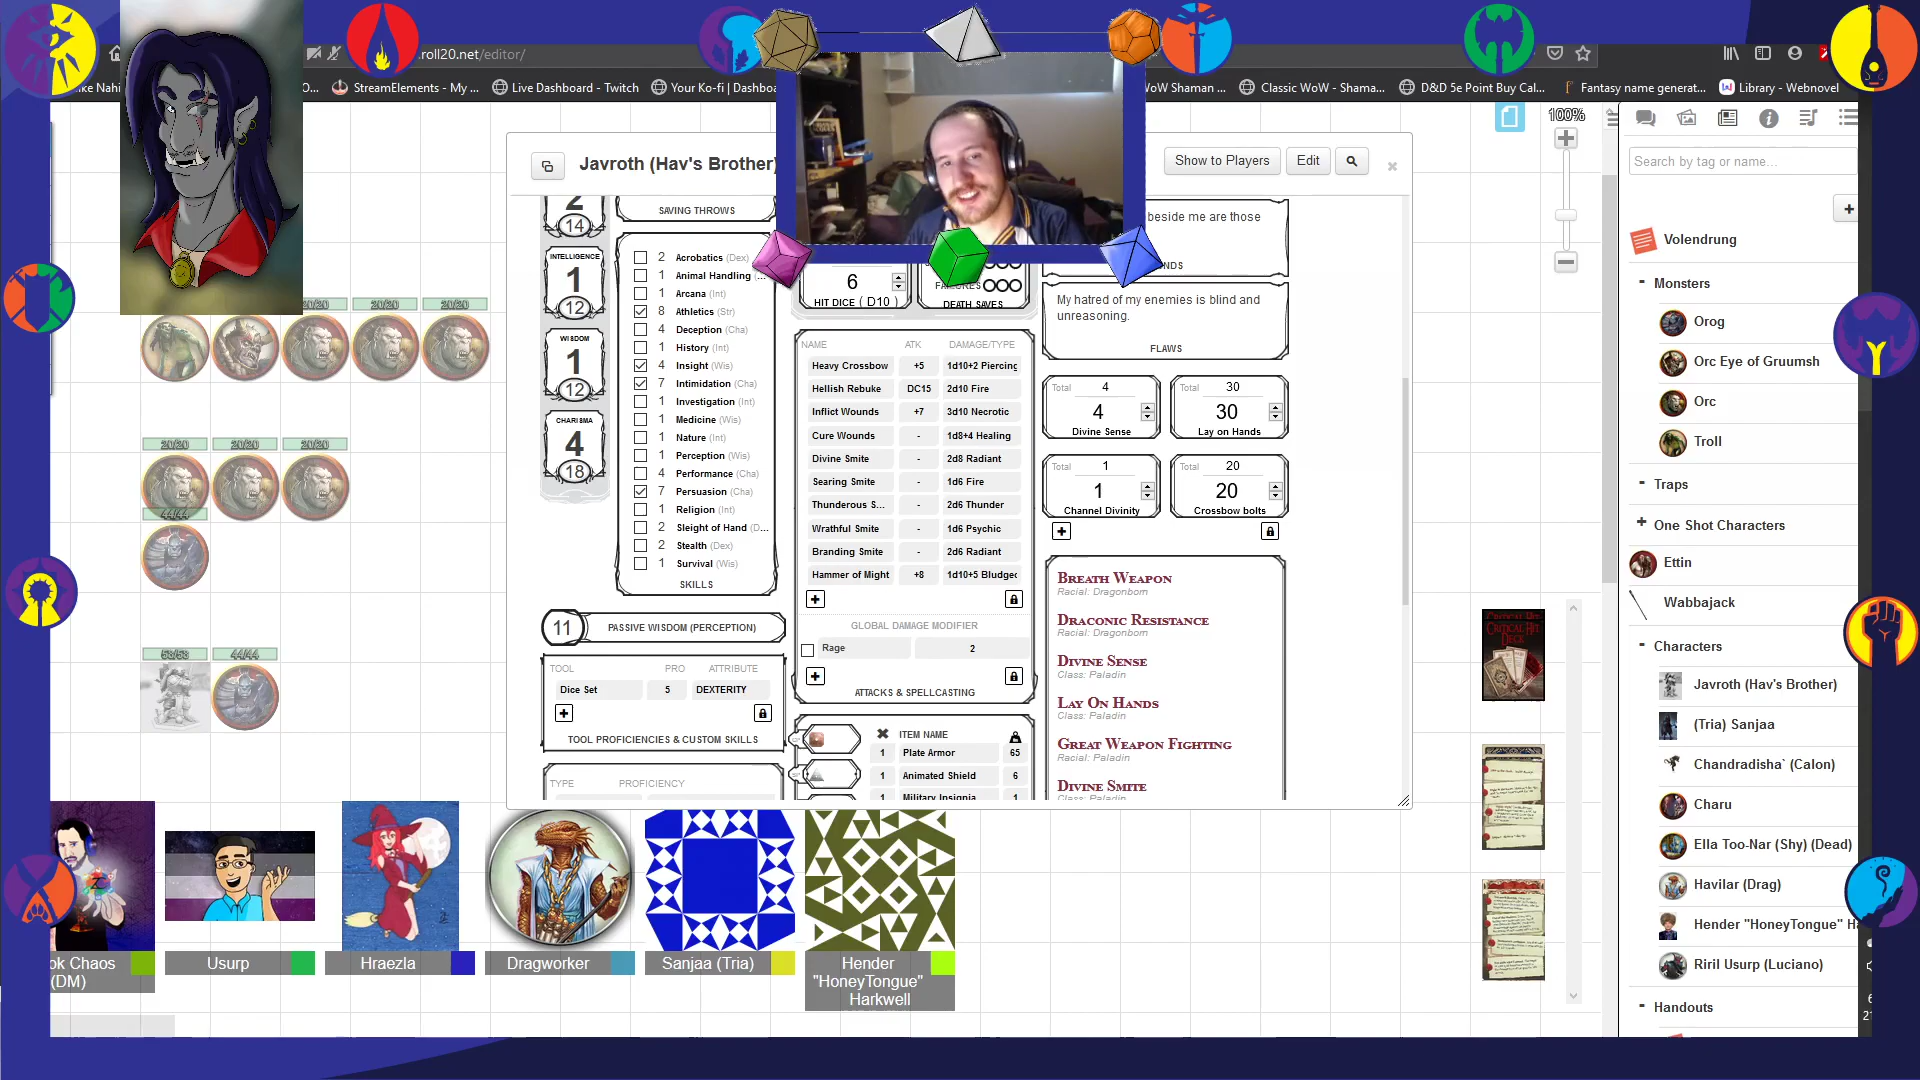 .roll20.net/editor/
StreamElements - My ...
Live Dashboard - Twitch
Your Ko-fi | Dashboa
WoW Shaman ...
Classic WoW - Shama...
D&D 5e Point Buy Cal...
Fantasy name generat...
Library - Webnovel
100%
Search by tag or name...
Javroth (Hav's Brother)
Show to Players
Edit
2
14
SAVING THROWS
INTELLIGENCE
1
12
WISDOM
1
12
CHARISMA
4
18
2 Acrobatics (Dex)
1 Animal Handling (...
1 Arcana (Int)
8 Athletics (Str)
4 Deception (Cha)
1 History (Int)
4 Insight (Wis)
7 Intimidation (Cha)
1 Investigation (Int)
1 Medicine (Wis)
1 Nature (Int)
1 Perception (Wis)
4 Performance (Cha)
7 Persuasion (Cha)
1 Religion (Int)
2 Sleight of Hand (D...
2 Stealth (Dex)
1 Survival (Wis)
SKILLS
11 PASSIVE WISDOM (PERCEPTION)
TOOL PRO ATTRIBUTE
Dice Set 5 DEXTERITY
TOOL PROFICIENCIES & CUSTOM SKILLS
TYPE PROFICIENCY
6
HIT DICE ( D10 )
FAILURES
DEATH SAVES
NAME ATK DAMAGE/TYPE
Heavy Crossbow +5 1d10+2 Piercing
Hellish Rebuke DC15 2d10 Fire
Inflict Wounds +7 3d10 Necrotic
Cure Wounds - 1d8+4 Healing
Divine Smite - 2d8 Radiant
Searing Smite - 1d6 Fire
Thunderous S... - 2d6 Thunder
Wrathful Smite - 1d6 Psychic
Branding Smite - 2d6 Radiant
Hammer of Might +8 1d10+5 Bludgeo
GLOBAL DAMAGE MODIFIER
Rage 2
ATTACKS & SPELLCASTING
ITEM NAME
1 Plate Armor 65
1 Animated Shield 6
1 Military Insignia 1
beside me are those
NDS
My hatred of my enemies is blind and
unreasoning.
FLAWS
Total 4
4
Divine Sense
Total 30
30
Lay on Hands
Total 1
1
Channel Divinity
Total 20
20
Crossbow bolts
BREATH WEAPON
Racial: Dragonborn
DRACONIC RESISTANCE
Racial: Dragonborn
DIVINE SENSE
Class: Paladin
LAY ON HANDS
Class: Paladin
GREAT WEAPON FIGHTING
Racial: Paladin
DIVINE SMITE
Class: Paladin
20/20
20/20
20/20
20/20
20/20
20/20
44/44
53/53
44/44
CRITICAL HIT
DECK
Volendrung
Monsters
Orog
Orc Eye of Gruumsh
Orc
Troll
Traps
One Shot Characters
Ettin
Wabbajack
Characters
Javroth (Hav's Brother)
(Tria) Sanjaa
Chandradisha` (Calon)
Charu
Ella Too-Nar (Shy) (Dead)
Havilar (Drag)
Hender "HoneyTongue" Ha
Riril Usurp (Luciano)
Handouts
ok Chaos
(DM)
Usurp
Hraezla
Dragworker
Sanjaa (Tria)
Hender
"HoneyTongue"
Harkwell